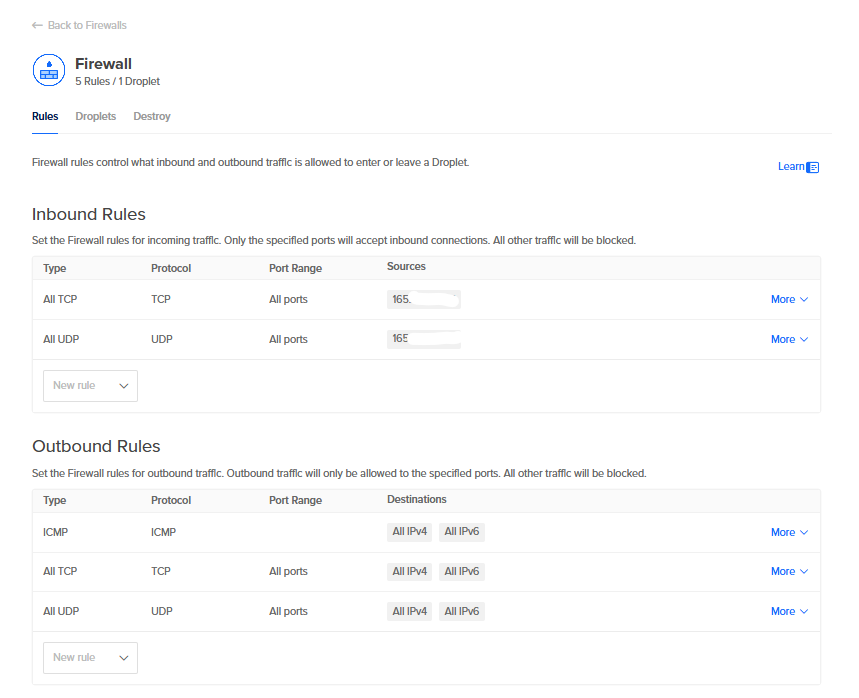 ← Back to Firewalls
Firewall
5 Rules / 1 Droplet
Rules Droplets Destroy
Firewall rules control what inbound and outbound traffic is allowed to enter or leave a Droplet.
Learn
Inbound Rules
Set the Firewall rules for incoming traffic. Only the specified ports will accept inbound connections. All other traffic will be blocked.
Type Protocol Port Range Sources
All TCP TCP All ports 165. More
All UDP UDP All ports 165 More
New rule
Outbound Rules
Set the Firewall rules for outbound traffic. Outbound traffic will only be allowed to the specified ports. All other traffic will be blocked.
Type Protocol Port Range Destinations
ICMP ICMP All IPv4 All IPv6 More
All TCP TCP All ports All IPv4 All IPv6 More
All UDP UDP All ports All IPv4 All IPv6 More
New rule